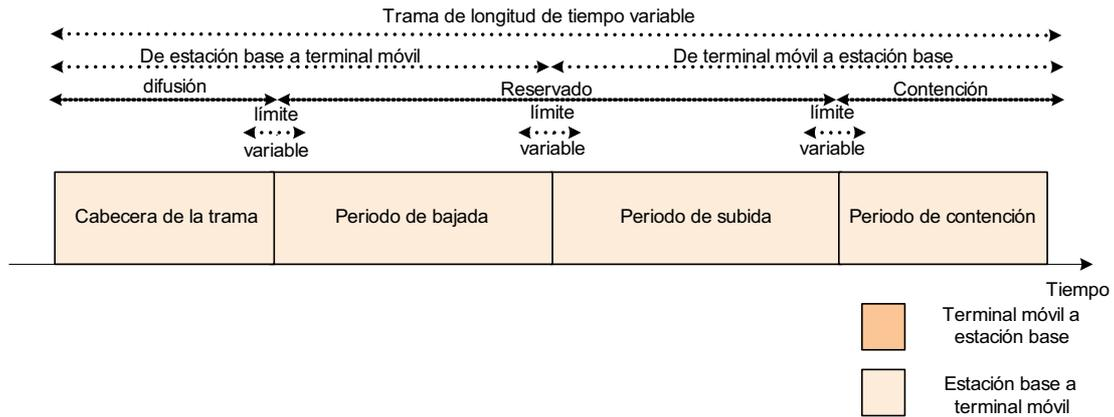 Trama de longitud de tiempo variable
De estación base a terminal móvil
De terminal móvil a estación base
difusión
Reservado
Contención
límite
variable
límite
variable
límite
variable
Cabecera de la trama
Periodo de bajada
Periodo de subida
Periodo de contención
Tiempo
Terminal móvil a
estación base
Estación base a
terminal móvil